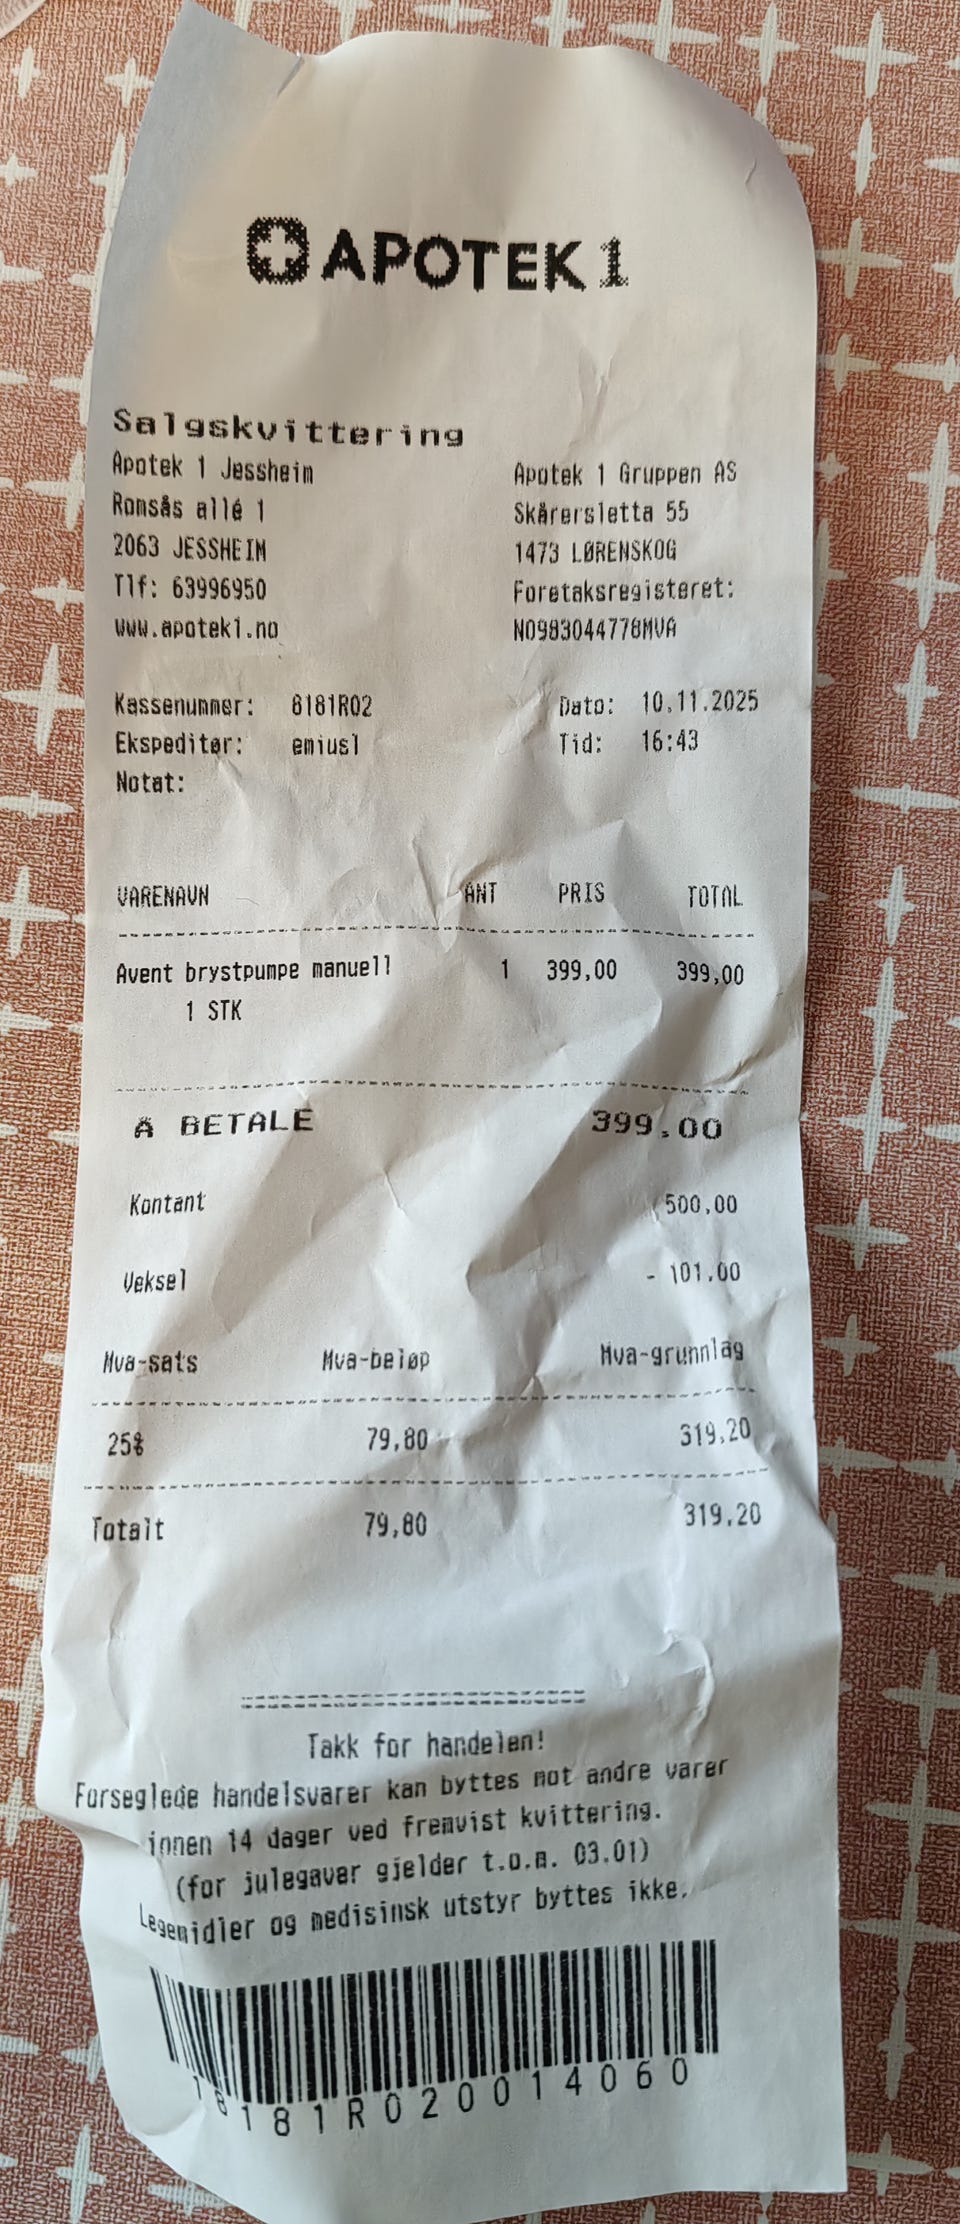 APOTEK 1
Salgskvittering
Apotek 1 Jessheim Apotek 1 Gruppen AS
Romsås allé 1 Skårersletta 55
2063 JESSHEIM 1473 LØRENSKOG
Tlf: 63996950 Foretaksregisteret:
www.apotek1.no NO983044778MVA
Kassenummer: 8181R02 Dato: 10.11.2025
Ekspeditør: emiusl Tid: 16:43
Notat:
VARENAVN ANT PRIS TOTAL
Avent brystpumpe manuell 1 399,00 399,00
1 STK
Å BETALE 399,00
Kontant 500,00
Veksel - 101,00
Mva-sats Mva-beløp Mva-grunnlag
25% 79,80 319,20
Totalt 79,80 319,20
Takk for handelen!
Forseglede handelsvarer kan byttes mot andre varer
innen 14 dager ved fremvist kvittering.
(for julegaver gjelder t.o.m. 03.01)
Legemidler og medisinsk utstyr byttes ikke.
18181R020014060